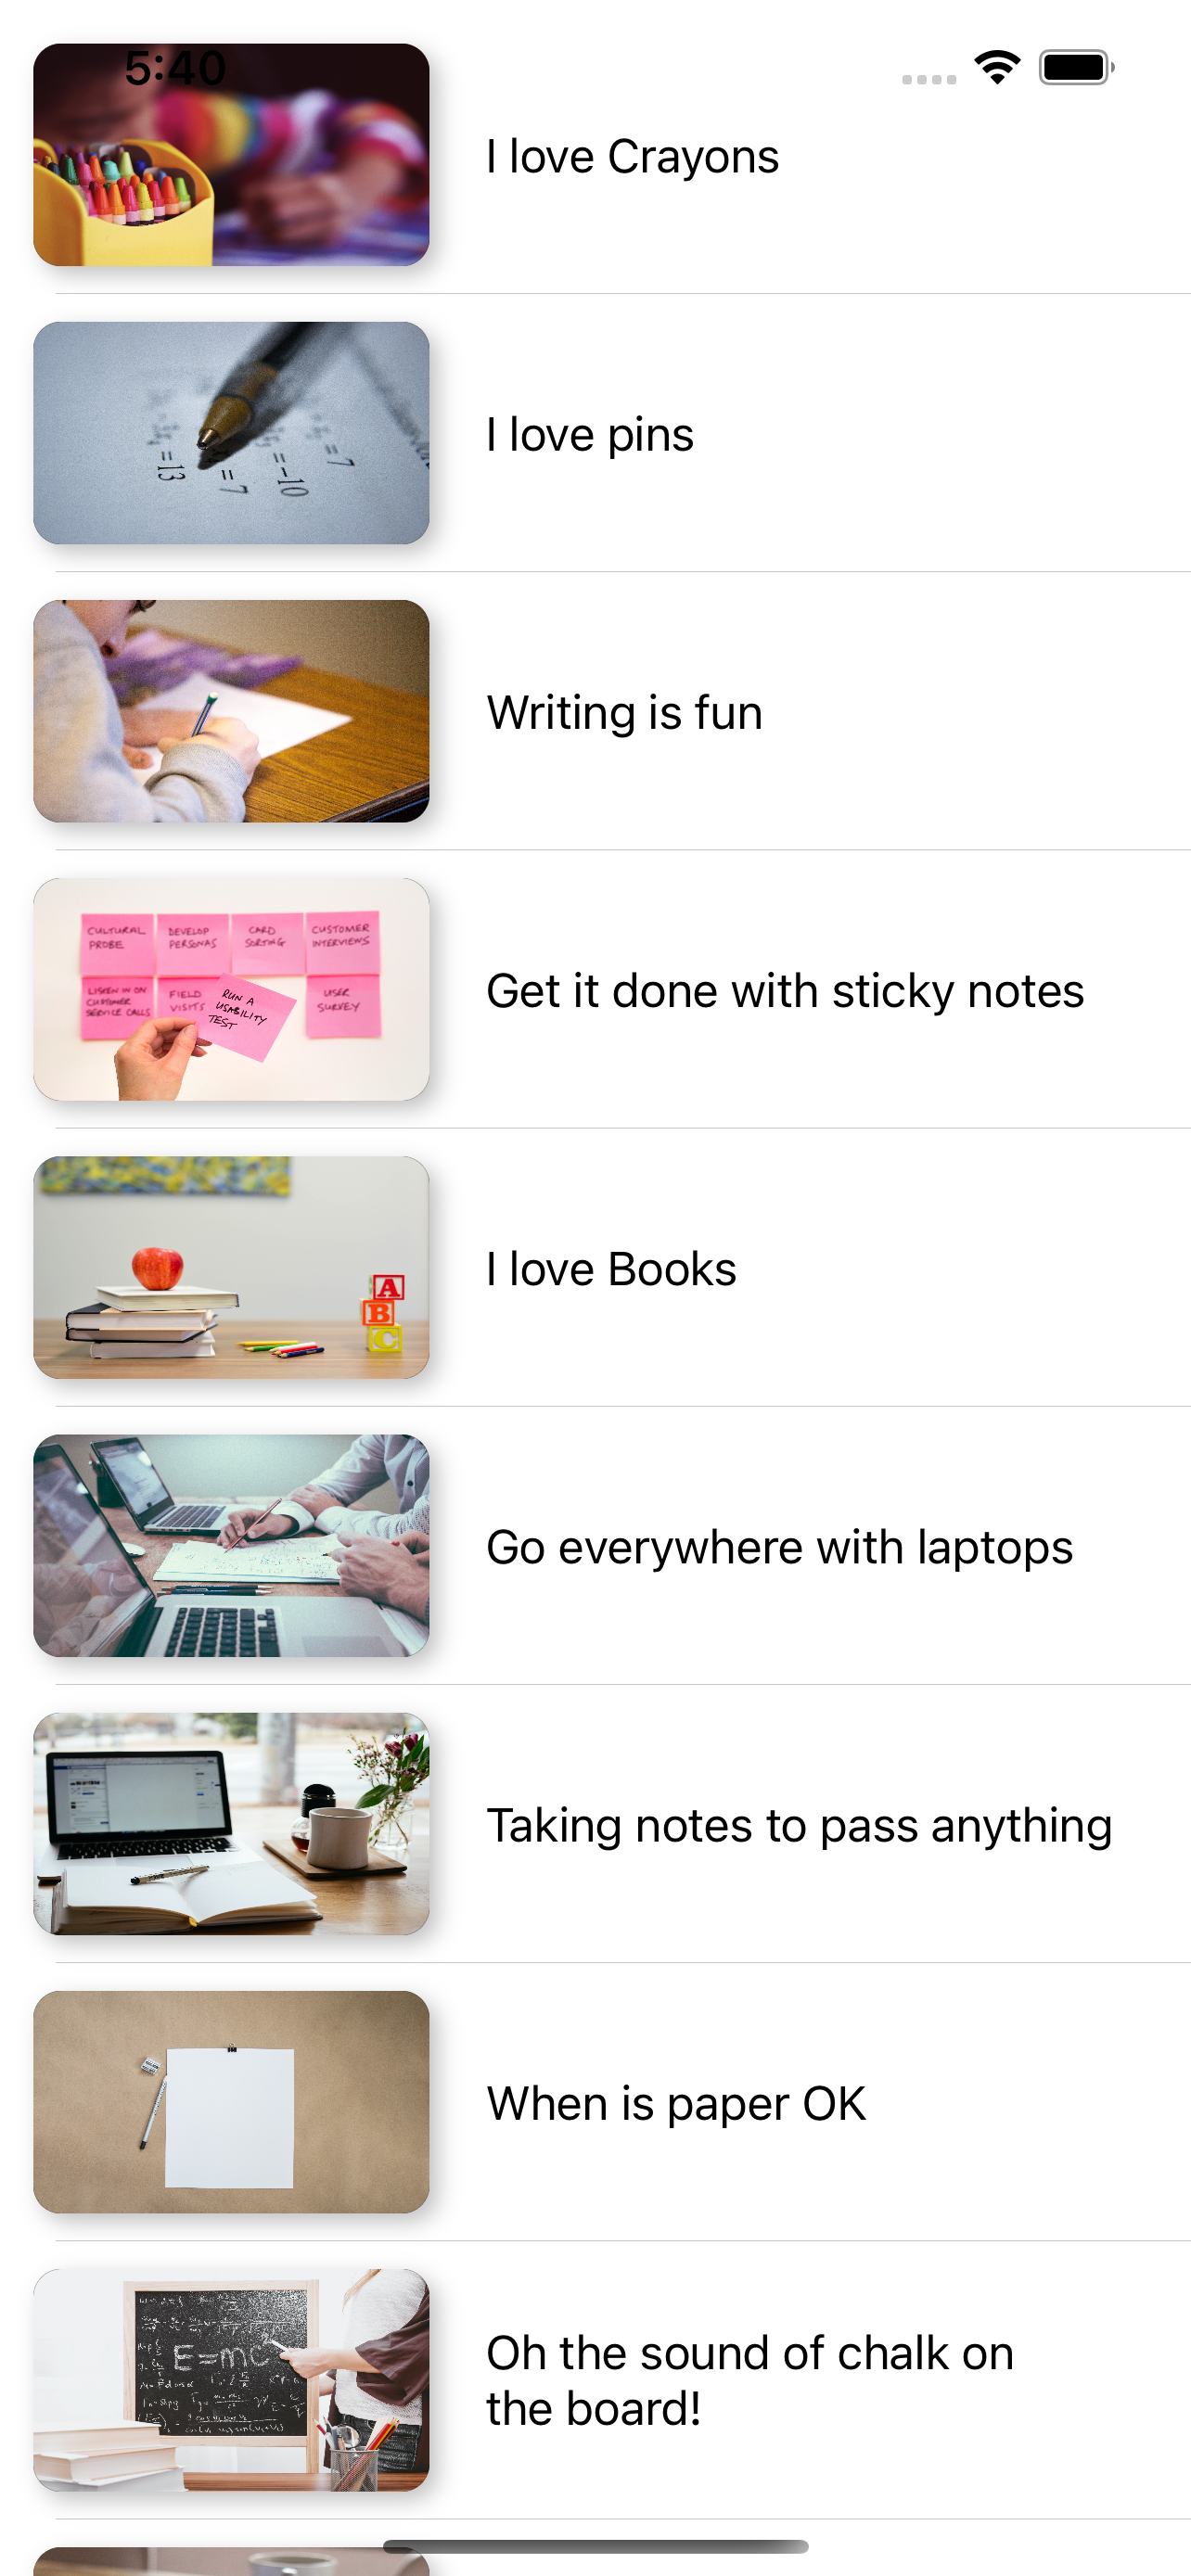 5:40
I love Crayons
I love pins
= 13
= 7
= -10
= 7
Writing is fun
CULTURAL PROBE
DEVELOP PERSONAS
CARD SORTING
CUSTOMER INTERVIEWS
LISTEN IN ON CUSTOMER SERVICE CALLS
FIELD VISITS
RUN A USABILITY TEST
USER SURVEY
Get it done with sticky notes
A
B
C
I love Books
Go everywhere with laptops
Taking notes to pass anything
When is paper OK
E=mc²
Oh the sound of chalk on
the board!